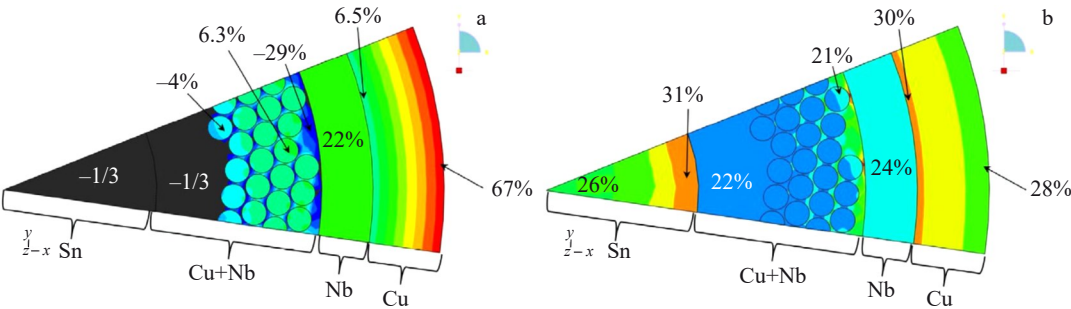 a
6.5%
6.3%
–29%
–4%
22%
–1/3
–1/3
67%
y
z – x
Sn
Cu+Nb
Nb
Cu
b
30%
21%
31%
26%
22%
24%
28%
y
z – x
Sn
Cu+Nb
Nb
Cu